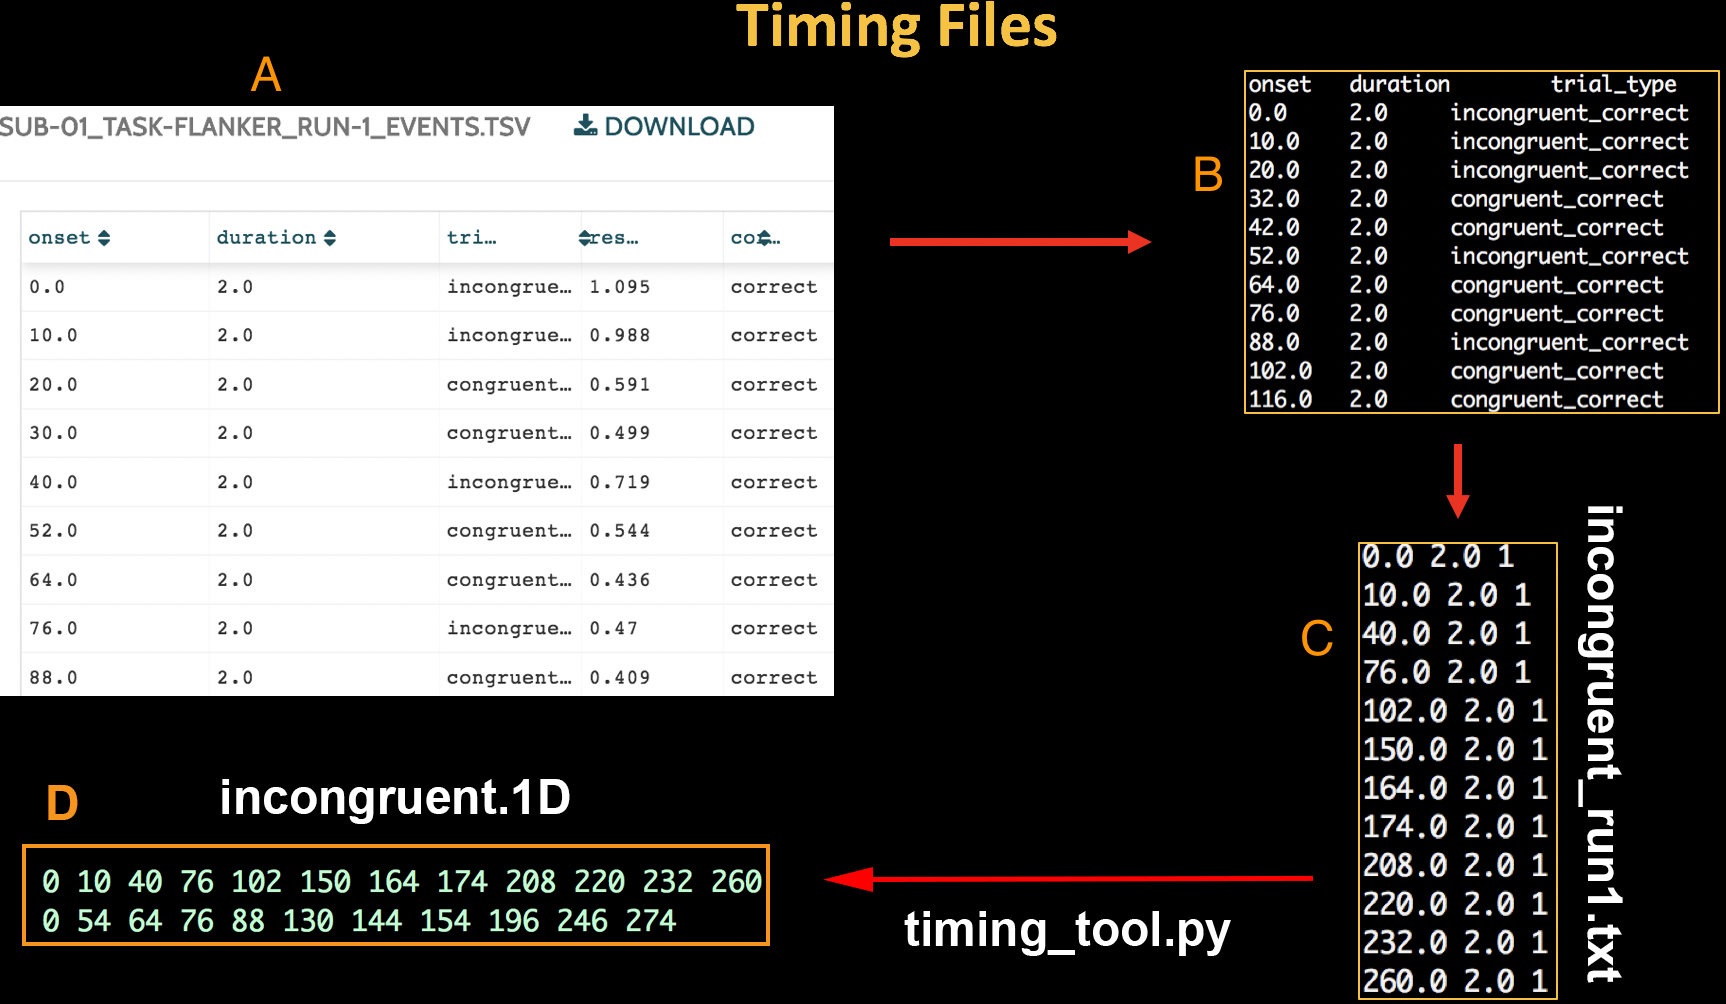 Timing Files
A
SUB-01_TASK-FLANKER_RUN-1_EVENTS.TSV DOWNLOAD
onset duration tri… res… cor…
0.0 2.0 incongrue… 1.095 correct
10.0 2.0 incongrue… 0.988 correct
20.0 2.0 congruent… 0.591 correct
30.0 2.0 congruent… 0.499 correct
40.0 2.0 incongrue… 0.719 correct
52.0 2.0 congruent… 0.544 correct
64.0 2.0 congruent… 0.436 correct
76.0 2.0 incongrue… 0.47 correct
88.0 2.0 congruent… 0.409 correct
B
onset duration trial_type
0.0 2.0 incongruent_correct
10.0 2.0 incongruent_correct
20.0 2.0 incongruent_correct
32.0 2.0 congruent_correct
42.0 2.0 congruent_correct
52.0 2.0 incongruent_correct
64.0 2.0 congruent_correct
76.0 2.0 congruent_correct
88.0 2.0 incongruent_correct
102.0 2.0 congruent_correct
116.0 2.0 congruent_correct
C
0.0 2.0 1
10.0 2.0 1
40.0 2.0 1
76.0 2.0 1
102.0 2.0 1
150.0 2.0 1
164.0 2.0 1
174.0 2.0 1
208.0 2.0 1
220.0 2.0 1
232.0 2.0 1
260.0 2.0 1
incongruent_run1.txt
timing_tool.py
D
incongruent.1D
0 10 40 76 102 150 164 174 208 220 232 260
0 54 64 76 88 130 144 154 196 246 274